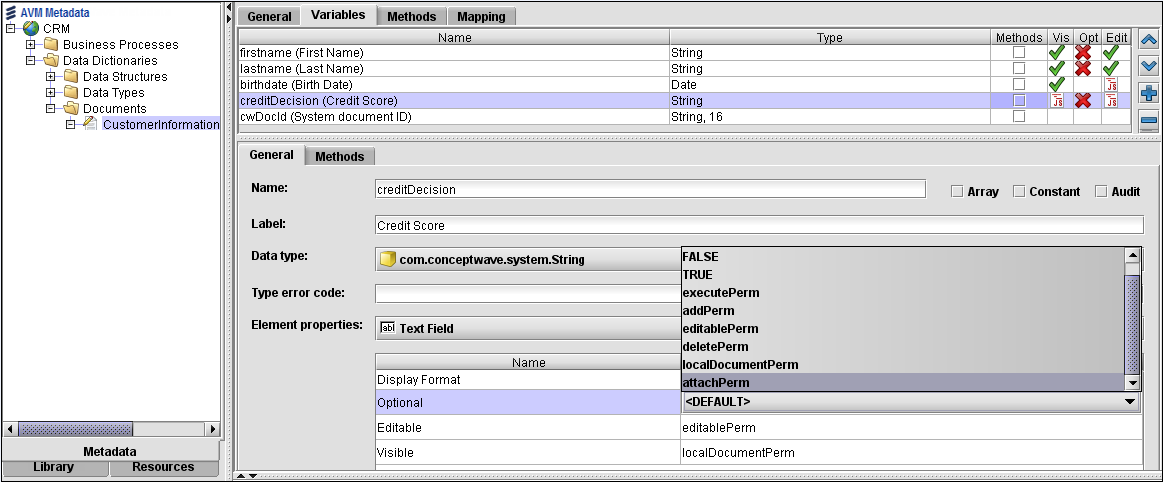 AVM Metadata
CRM
Business Processes
Data Dictionaries
Data Structures
Data Types
Documents
CustomerInformation
Metadata
Library Resources
General Variables Methods Mapping
Name Type Methods Vis Opt Edit
firstname (First Name) String
lastname (Last Name) String
birthdate (Birth Date) Date
JS
creditDecision (Credit Score) String
JS JS
cwDocId (System document ID) String, 16
General Methods
Name: creditDecision Array Constant Audit
Label: Credit Score
Data type: com.conceptwave.system.String
Type error code:
Element properties: abl Text Field
FALSE
TRUE
executePerm
addPerm
editablePerm
deletePerm
localDocumentPerm
attachPerm
Name
Display Format
Optional <DEFAULT>
Editable editablePerm
Visible localDocumentPerm